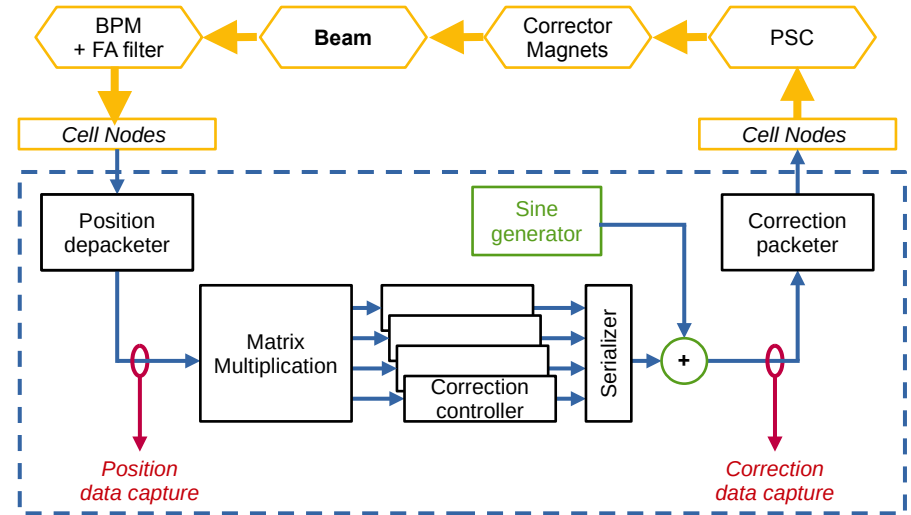 BPM
+ FA filter
Beam
Corrector
Magnets
PSC
Cell Nodes
Cell Nodes
Position
depacketer
Sine
generator
Correction
packeter
Matrix
Multiplication
Correction
controller
Serializer
+
Position
data capture
Correction
data capture